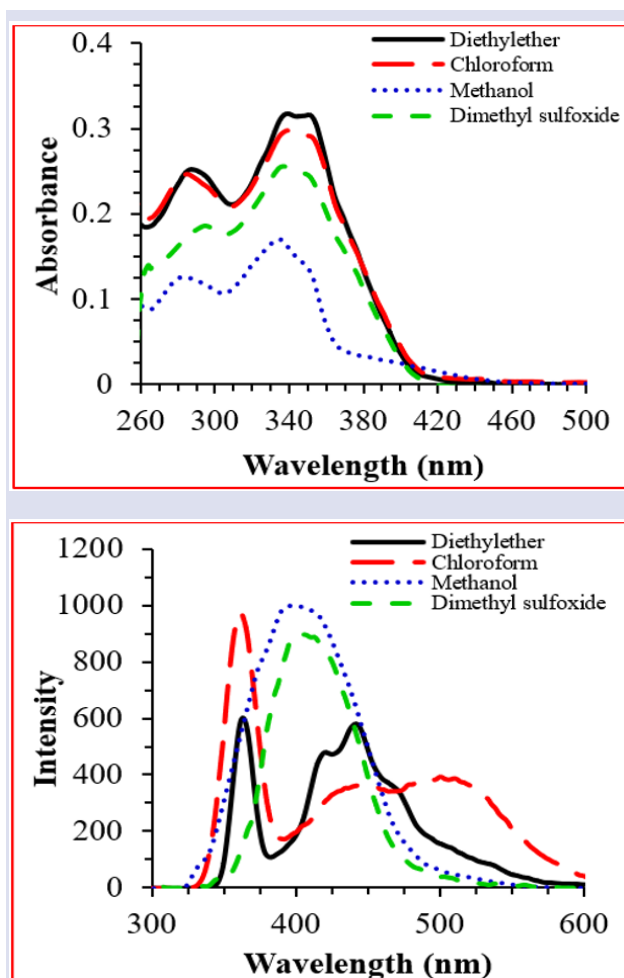 0.4
0.3
0.2
0.1
0
Absorbance
Diethylether
Chloroform
Methanol
Dimethyl sulfoxide
260 300 340 380 420 460 500
Wavelength (nm)
1200
1000
800
600
400
200
0
Intensity
Diethylether
Chloroform
Methanol
Dimethyl sulfoxide
300 400 500 600
Wavelength (nm)